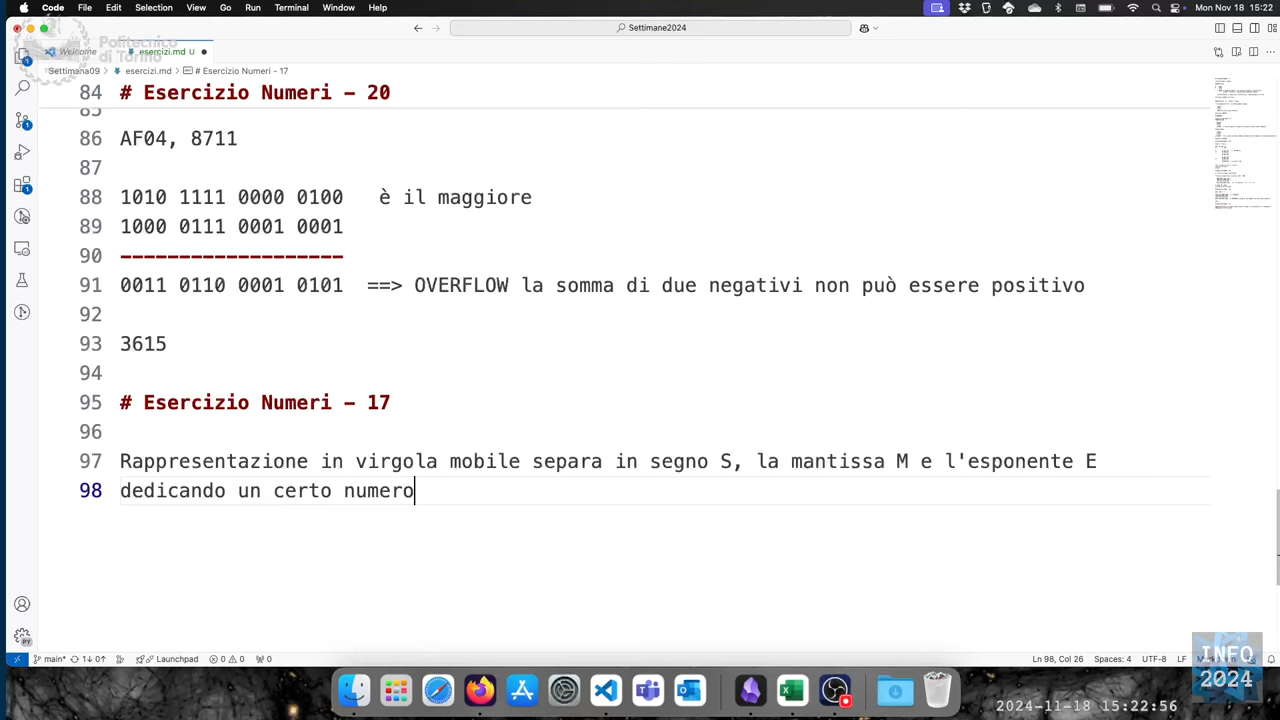 Code File Edit Selection View Go Run Terminal Window Help Mon Nov 18 15:22
Settimane2024
Politecnico
di Torino
Welcome esercizi.md U
Settimana09 > esercizi.md > # Esercizio Numeri - 17
84 # Esercizio Numeri - 20
86 AF04, 8711
87
88 1010 1111 0000 0100 è il maggiore
89 1000 0111 0001 0001
90 -------------------
91 0011 0110 0001 0101 ==> OVERFLOW la somma di due negativi non può essere positivo
92
93 3615
94
95 # Esercizio Numeri - 17
96
97 Rappresentazione in virgola mobile separa in segno S, la mantissa M e l'esponente E
98 dedicando un certo numero
main* 1↓ 0↑ Launchpad 0 0 0 Ln 98, Col 26 Spaces: 4 UTF-8 LF
INFO
2024
2024-11-18 15:22:56